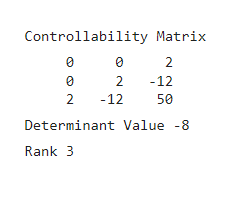 Controllability Matrix
0 0 2
0 2 -12
2 -12 50
Determinant Value -8
Rank 3